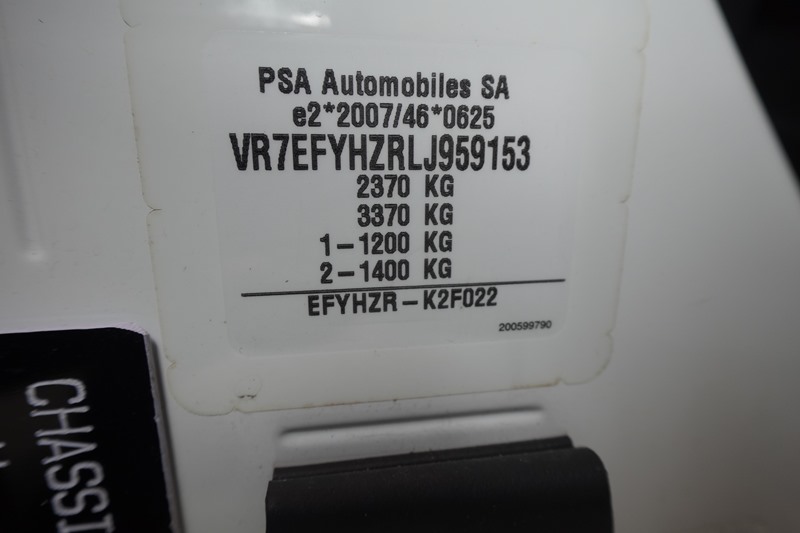 PSA Automobiles SA
e2*2007/46*0625
VR7EFYHZRLJ959153
2370 KG
3370 KG
1-1200 KG
2-1400 KG
EFYHZR-K2F022
200599790
CHASSI